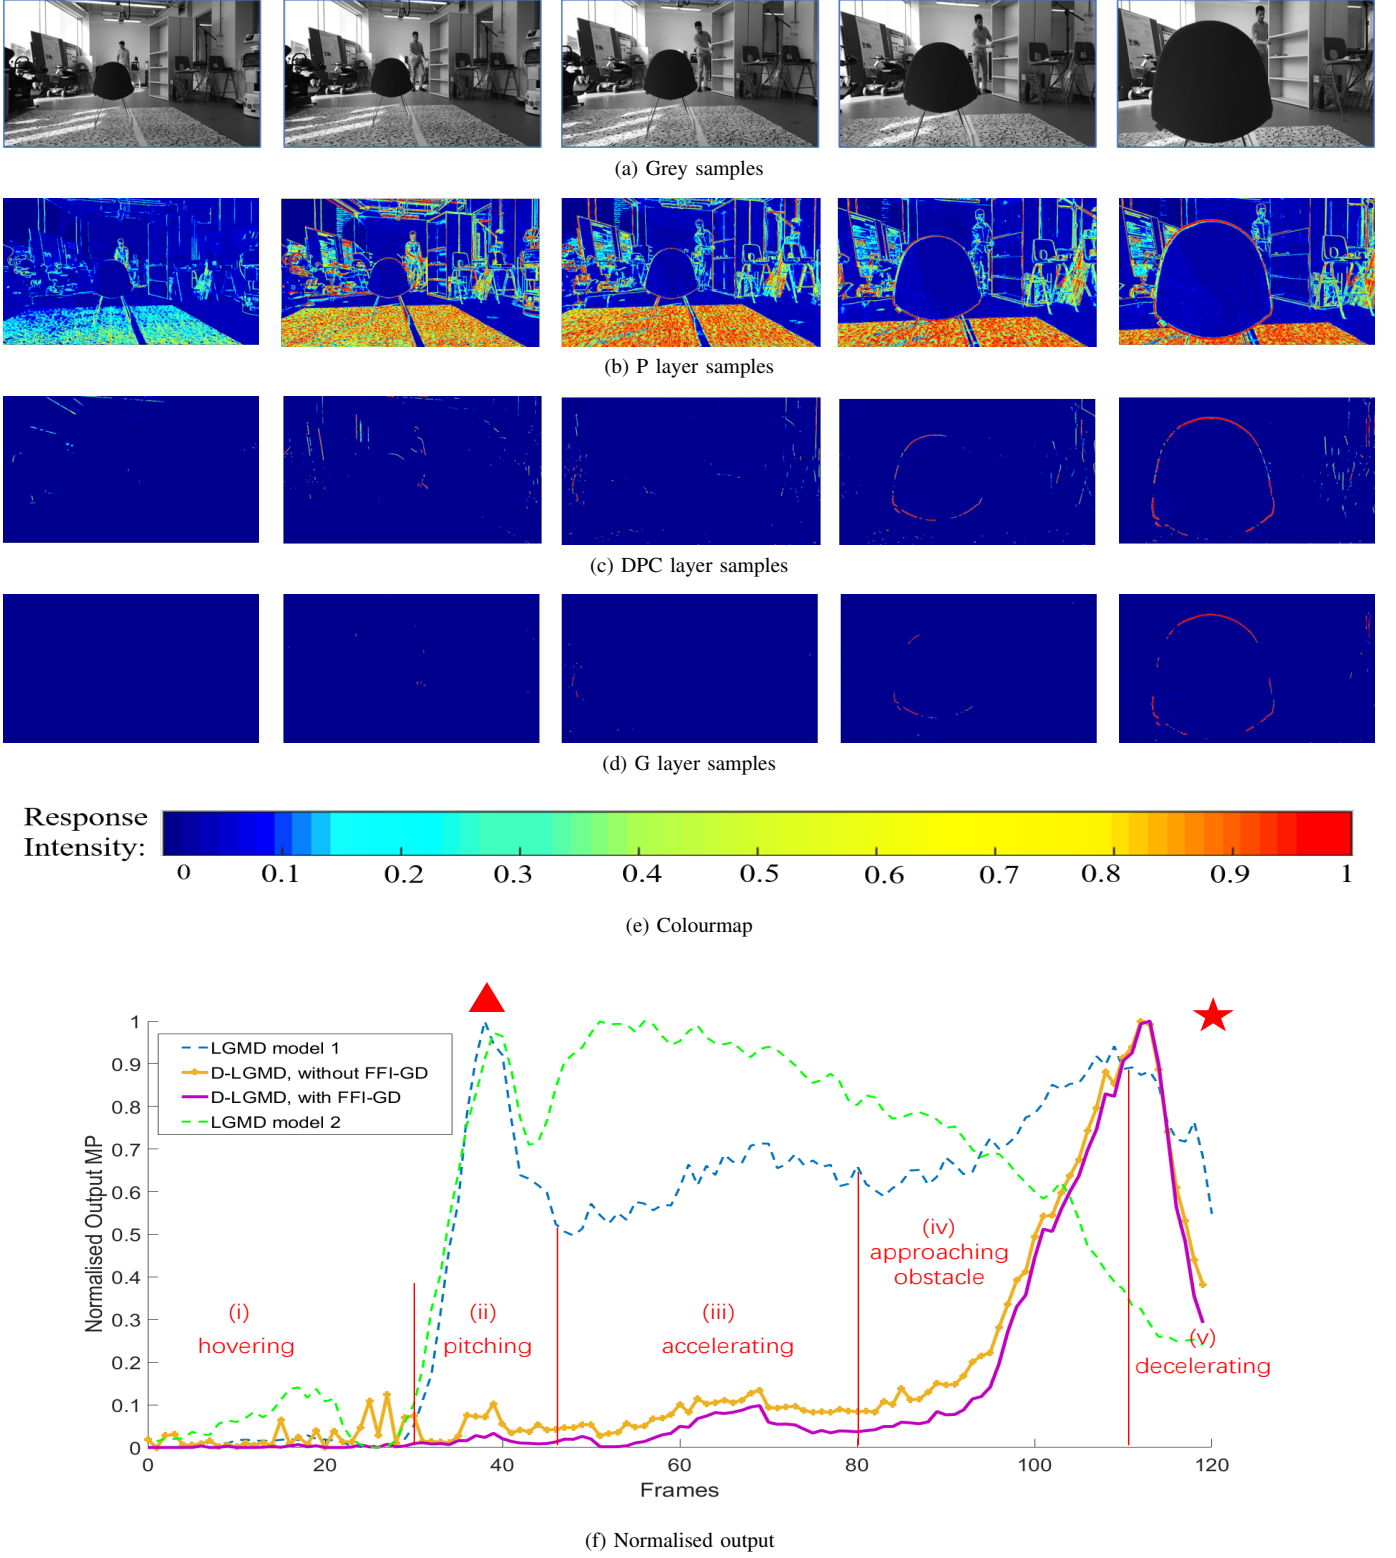 (a) Grey samples
(b) P layer samples
(c) DPC layer samples
(d) G layer samples
Response
Intensity:
0 0.1 0.2 0.3 0.4 0.5 0.6 0.7 0.8 0.9 1
(e) Colourmap
1
0.9
0.8
0.7
0.6
0.5
0.4
0.3
0.2
0.1
0
Normalised Output MP
LGMD model 1
D-LGMD, without FFI-GD
D-LGMD, with FFI-GD
LGMD model 2
(i)
hovering
(ii)
pitching
(iii)
accelerating
(iv)
approaching
obstacle
(v)
decelerating
0 20 40 60 80 100 120
Frames
(f) Normalised output